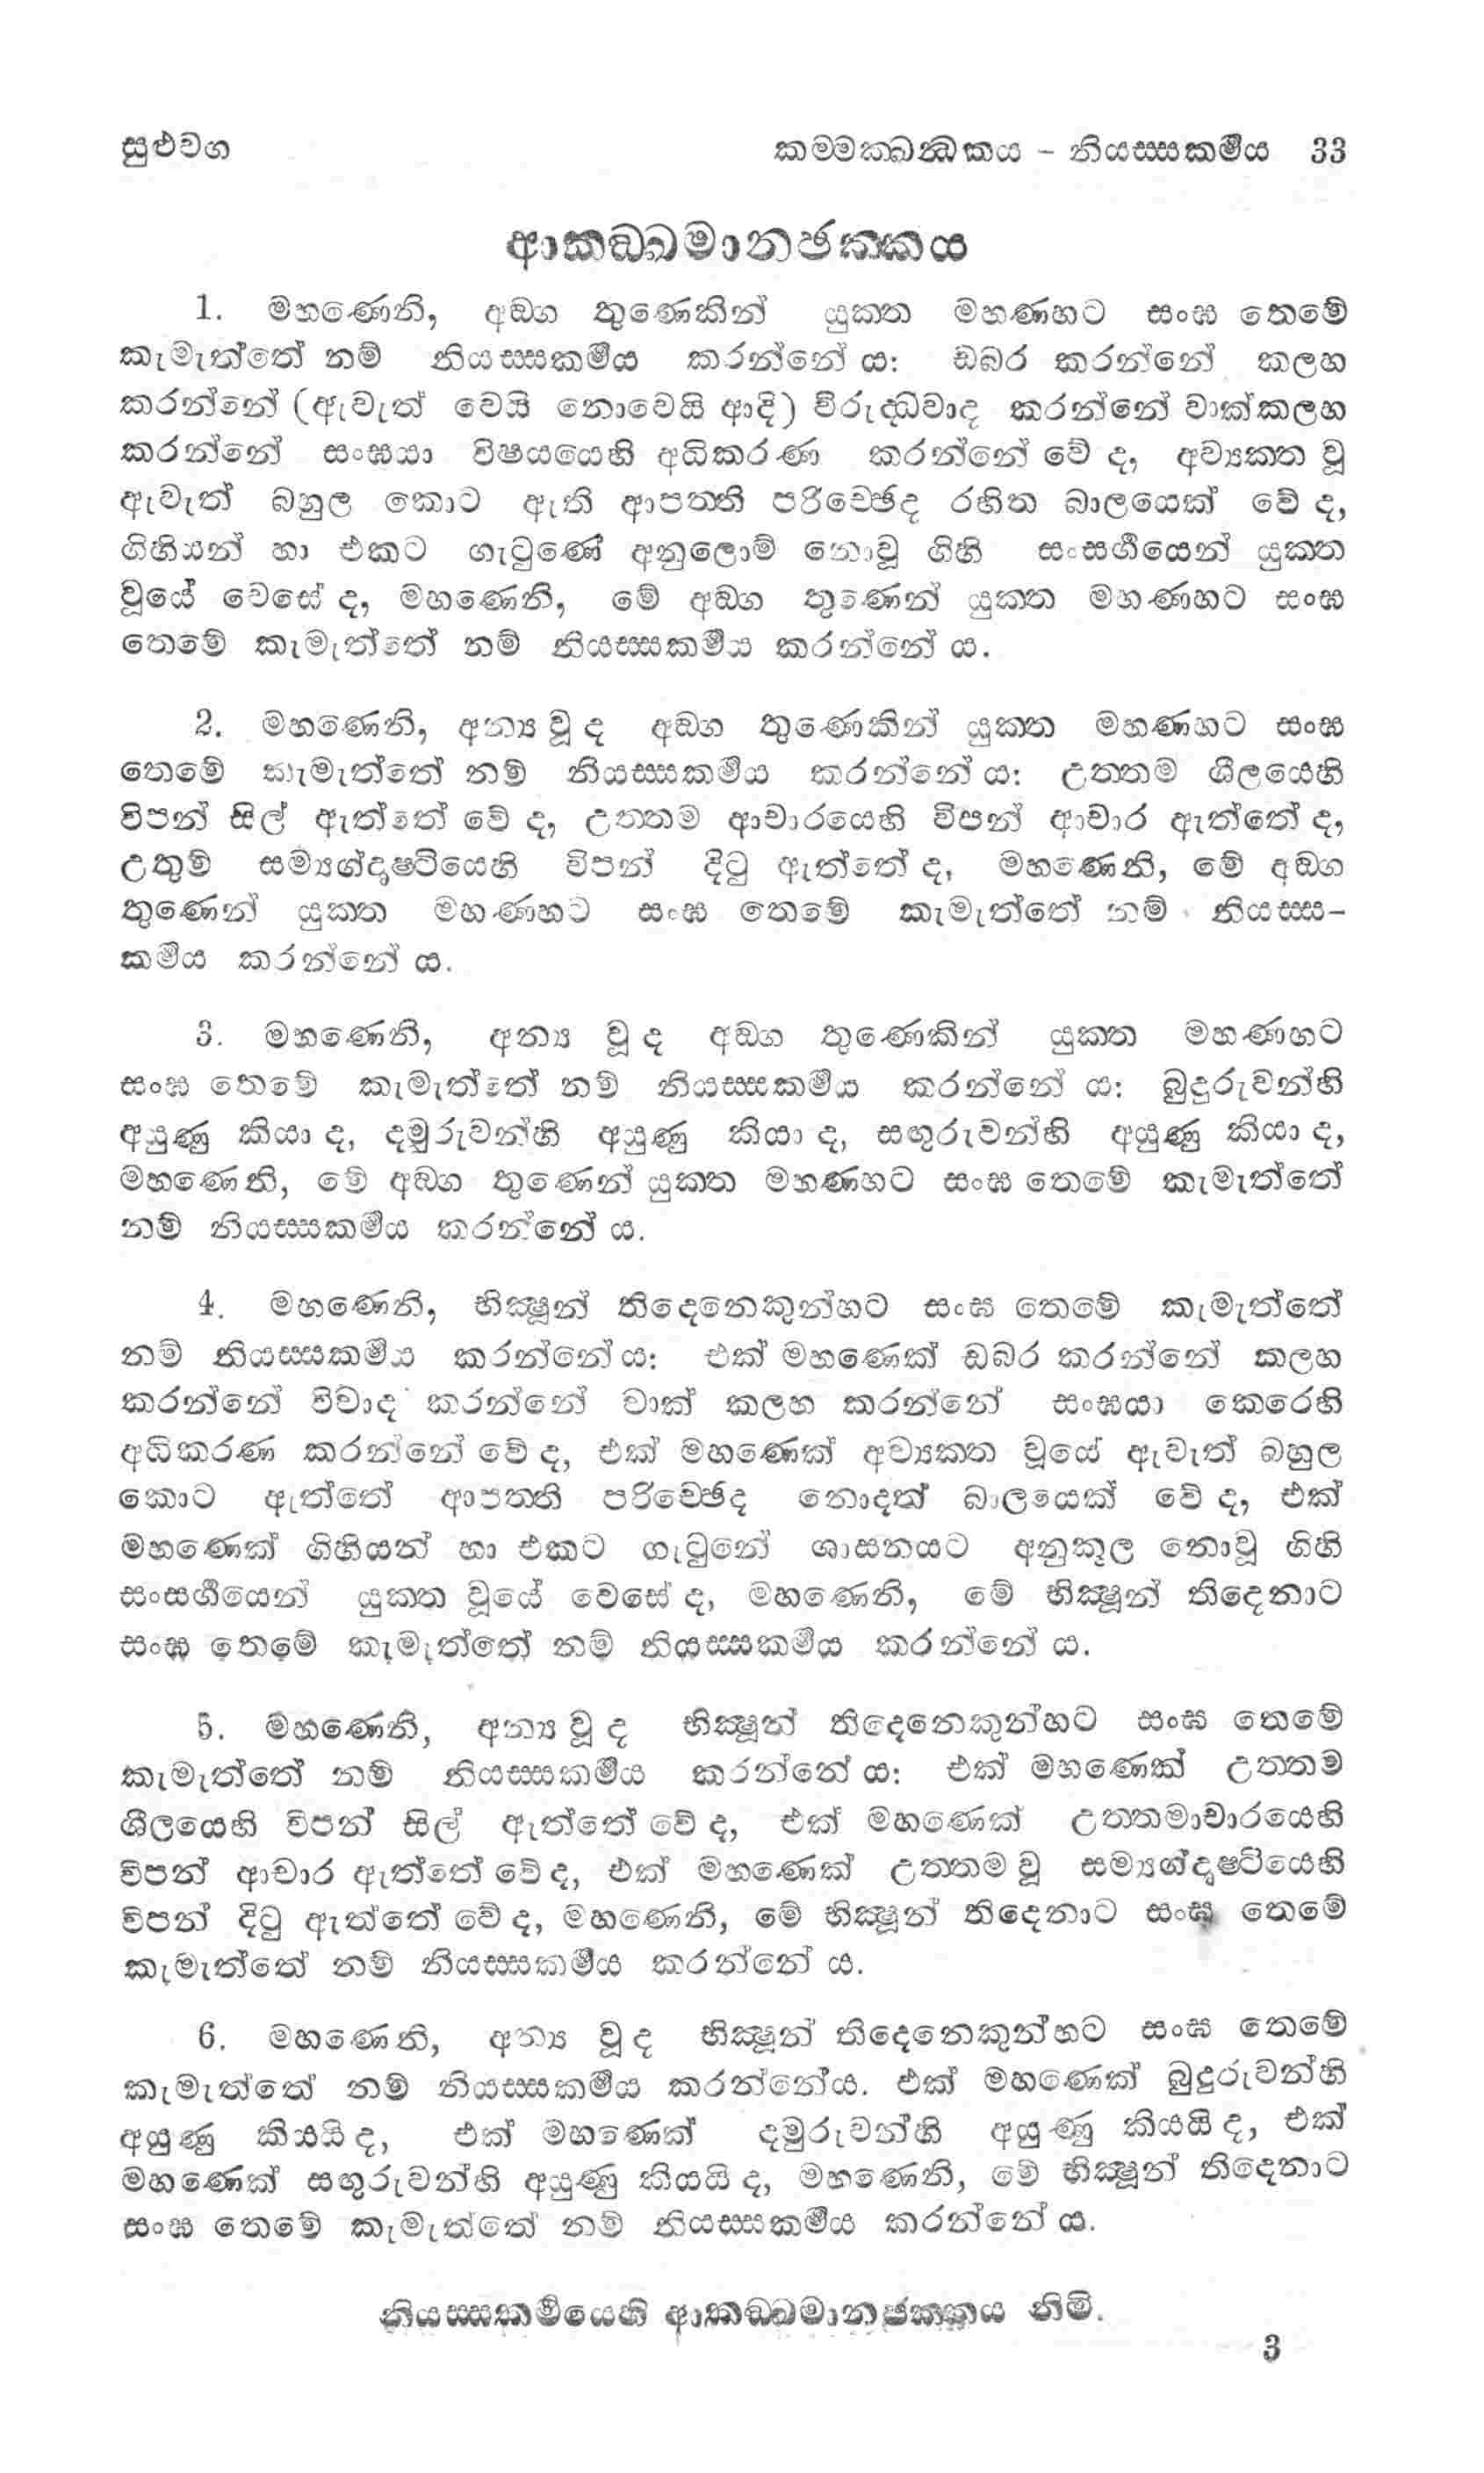 සුළුවග කම්මක්ඛන්ධකය - නියස්සකර්මය 33
ආකඞ්ඛමානඡක්කය
1. මහණෙනි, අඞ්ග තුණෙකින් යුක්ත මහණහට සංඝ තෙමේ
කැමැත්තේ නම් නියස්සකර්මය කරන්නේ ය: ඩබර කරන්නේ කලහ
කරන්නේ (ඇවැත් වෙයි නොවෙයි ආදි) විරුද්ධවාද කරන්නේ වාක්කලහ
කරන්නේ සංඝයා විෂයයෙහි අධිකරණ කරන්නේ වේ ද, අව්‍යක්ත වූ
ඇවැත් බහුල කොට ඇති ආපත්ති පරිච්ඡේද රහිත බාලයෙක් වේ ද,
ගිහියන් හා එකට ගැටුණේ අනුලොම් නොවූ ගිහි සංසර්ගයෙන් යුක්ත
වූයේ වෙසේ ද, මහණෙනි, මේ අඞ්ග තුණෙන් යුක්ත මහණහට සංඝ
තෙමේ කැමැත්තේ නම් නියස්සකර්මය කරන්නේ ය.
2. මහණෙනි, අන්‍ය වූ ද අඞ්ග තුණෙකින් යුක්ත මහණහට සංඝ
තෙමේ කැමැත්තේ නම් නියස්සකර්මය කරන්නේ ය: උත්තම ශීලයෙහි
විපන් සිල් ඇත්තේ වේ ද, උත්තම ආචාරයෙහි විපන් ආචාර ඇත්තේ ද,
උතුම් සම්‍යග්දෘෂ්ටියෙහි විපන් දිටු ඇත්තේ ද, මහණෙනි, මේ අඞ්ග
තුණෙන් යුක්ත මහණහට සංඝ තෙමේ කැමැත්තේ නම් නියස්ස-
කර්මය කරන්නේ ය.
3. මහණෙනි, අන්‍ය වූ ද අඞ්ග තුණෙකින් යුක්ත මහණහට
සංඝ තෙමේ කැමැත්තේ නම් නියස්සකර්මය කරන්නේ ය: බුදුරුවන්හි
අයුණු කියා ද, දම්රුවන්හි අයුණු කියා ද, සඟුරුවන්හි අයුණු කියා ද,
මහණෙනි, මේ අඞ්ග තුණෙන් යුක්ත මහණහට සංඝ තෙමේ කැමැත්තේ
නම් නියස්සකර්මය කරන්නේ ය.
4. මහණෙනි, භික්‍ෂූන් තිදෙනෙකුන්හට සංඝ තෙමේ කැමැත්තේ
නම් නියස්සකර්මය කරන්නේ ය: එක් මහණෙක් ඩබර කරන්නේ කලහ
කරන්නේ විවාද කරන්නේ වාක් කලහ කරන්නේ සංඝයා කෙරෙහි
අධිකරණ කරන්නේ වේ ද, එක් මහණෙක් අව්‍යක්ත වූයේ ඇවැත් බහුල
කොට ඇත්තේ ආපත්ති පරිච්ඡේද නොදත් බාලයෙක් වේ ද, එක්
මහණෙක් ගිහියන් හා එකට ගැටුනේ ශාසනයට අනුකූල නොවූ ගිහි
සංසර්ගයෙන් යුක්ත වූයේ වෙසේ ද, මහණෙනි, මේ භික්‍ෂූන් තිදෙනාට
සංඝ තෙමේ කැමැත්තේ නම් නියස්සකර්මය කරන්නේ ය.
5. මහණෙනි, අන්‍ය වූ ද භික්‍ෂූන් තිදෙනෙකුන්හට සංඝ තෙමේ
කැමැත්තේ නම් නියස්සකර්මය කරන්නේ ය: එක් මහණෙක් උත්තම
ශීලයෙහි විපන් සිල් ඇත්තේ වේ ද, එක් මහණෙක් උත්තමාචාරයෙහි
විපන් ආචාර ඇත්තේ වේ ද, එක් මහණෙක් උත්තම වූ සම්‍යග්දෘෂ්ටියෙහි
විපන් දිටු ඇත්තේ වේ ද, මහණෙනි, මේ භික්‍ෂූන් තිදෙනාට සංඝ තෙමේ
කැමැත්තේ නම් නියස්සකර්මය කරන්නේ ය.
6. මහණෙනි, අන්‍ය වූ ද භික්‍ෂූන් තිදෙනෙකුන්හට සංඝ තෙමේ
කැමැත්තේ නම් නියස්සකර්මය කරන්නේය. එක් මහණෙක් බුදුරුවන්හි
අයුණු කියයි ද, එක් මහණෙක් දමුරුවන්හි අයුණු කියයි ද, එක්
මහණෙක් සඟුරුවන්හි අයුණු කියයි ද, මහණෙනි, මේ භික්‍ෂූන් තිදෙනාට
සංඝ තෙමේ කැමැත්තේ නම් නියස්සකර්මය කරන්නේ ය.
නියස්සකර්මයෙහි ආකඞ්ඛමානඡක්කය නිමි.
3